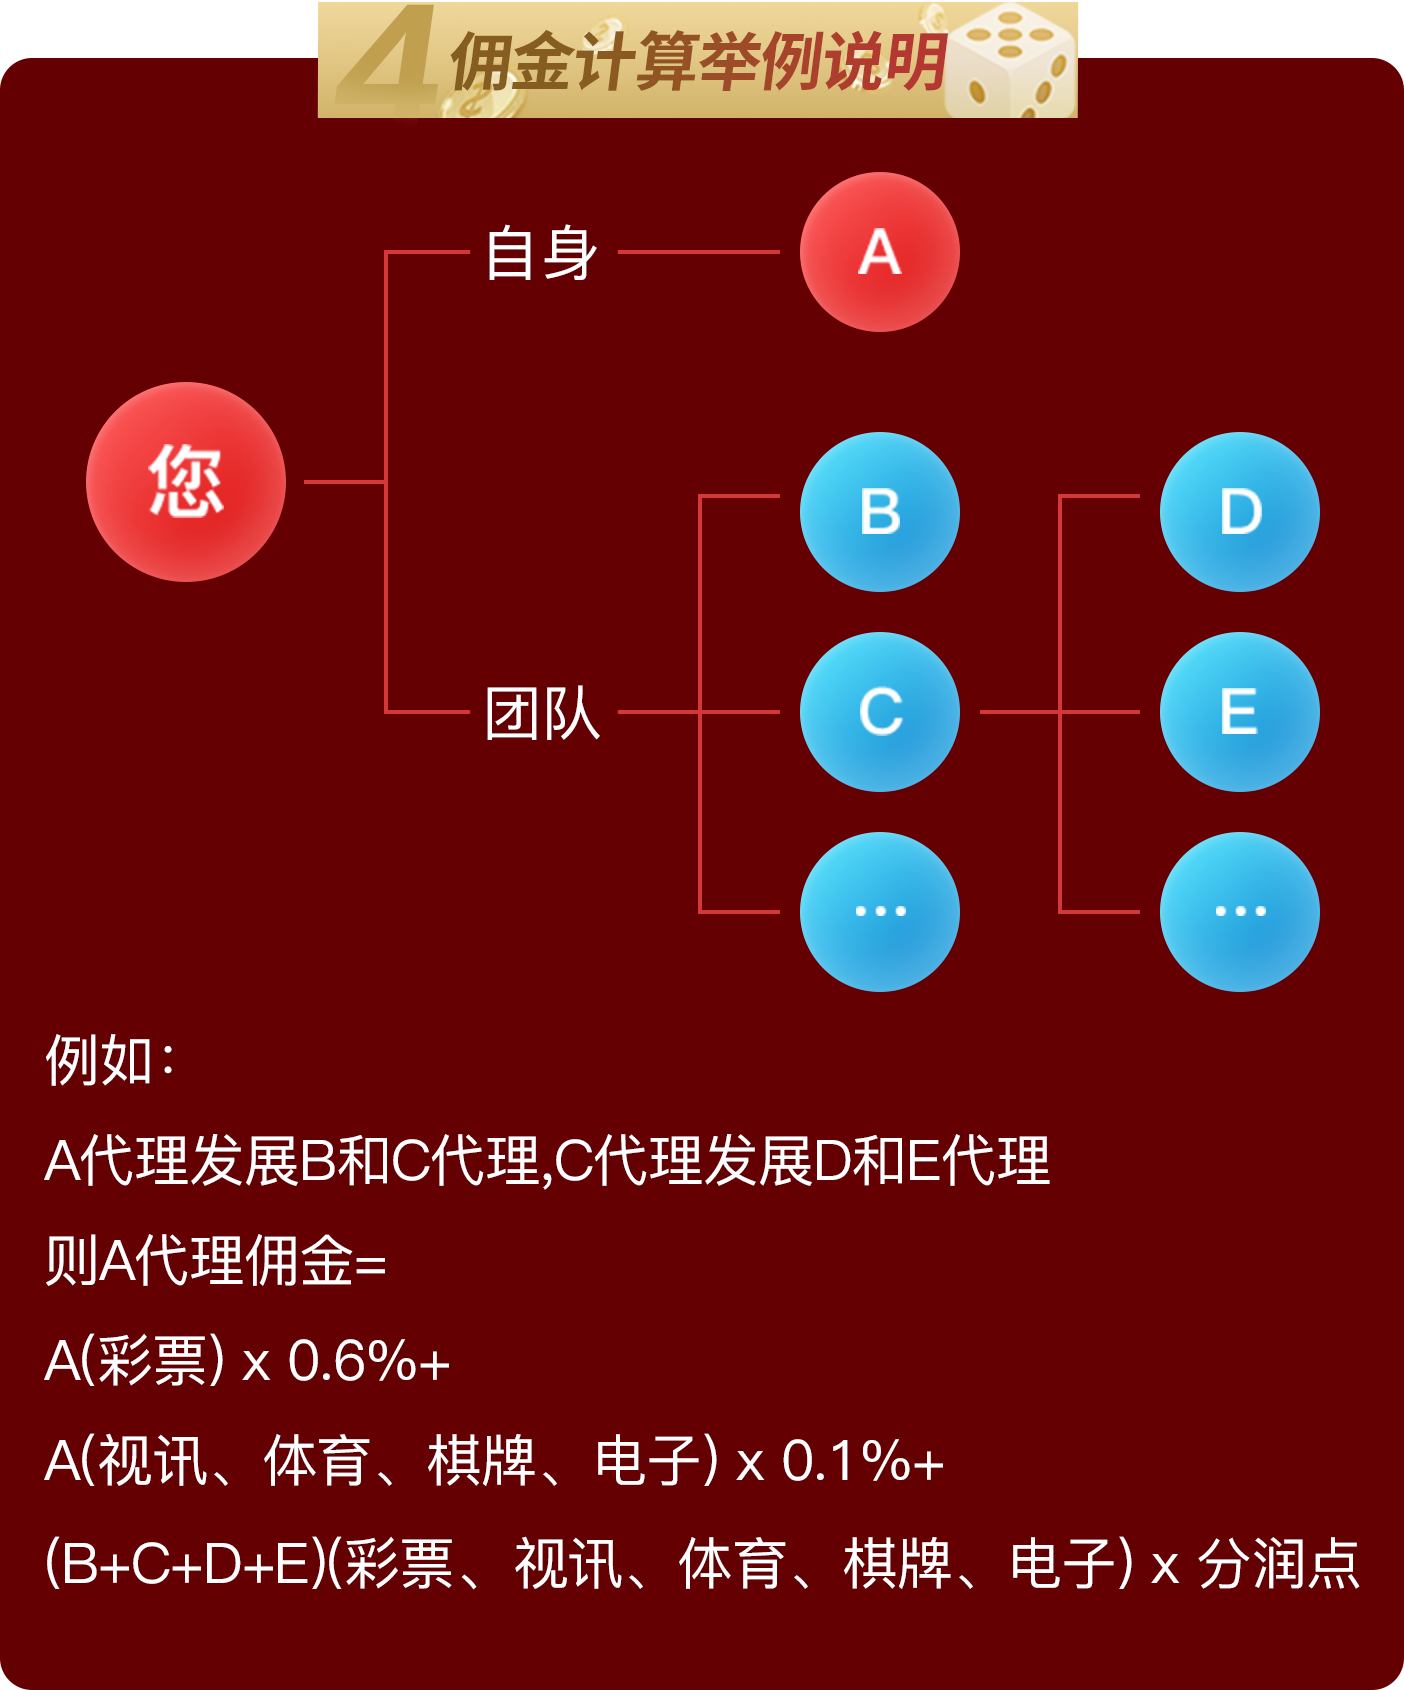 4 佣金计算举例说明
自身
A
您
B
D
团队
C
E
···
···
例如：
A代理发展B和C代理,C代理发展D和E代理
则A代理佣金=
A(彩票) x 0.6%+
A(视讯、体育、棋牌、电子) x 0.1%+
(B+C+D+E)(彩票、视讯、体育、棋牌、电子) x 分润点